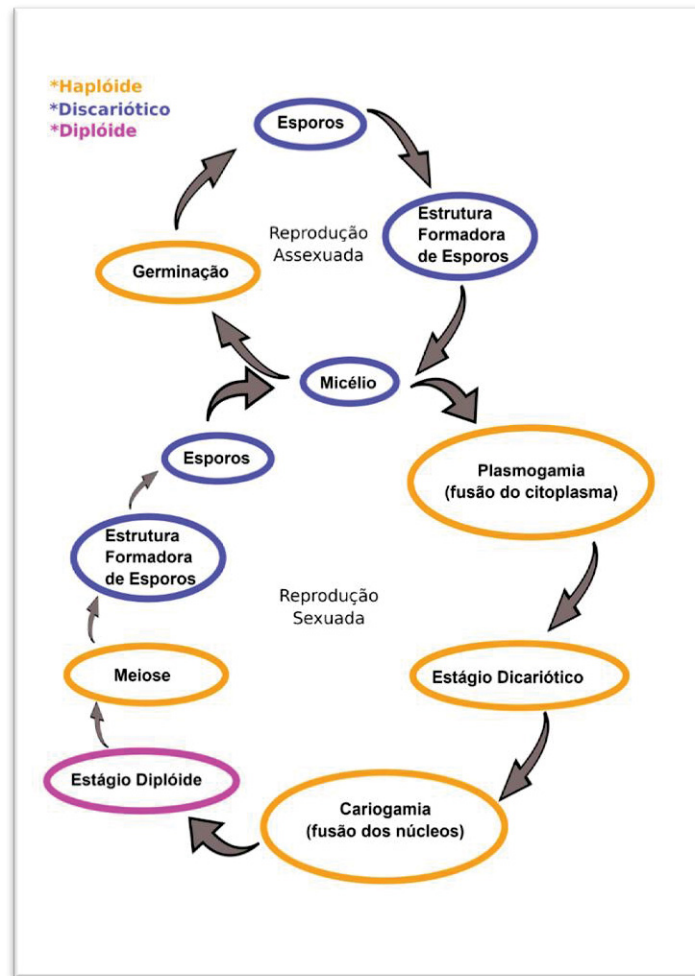 *Haplóide
*Discariótico
*Diplóide
Esporos
Estrutura
Formadora
de Esporos
Reprodução
Assexuada
Germinação
Micélio
Esporos
Plasmogamia
(fusão do citoplasma)
Estrutura
Formadora
de Esporos
Reprodução
Sexuada
Meiose
Estágio Dicariótico
Estágio Diplóide
Cariogamia
(fusão dos núcleos)